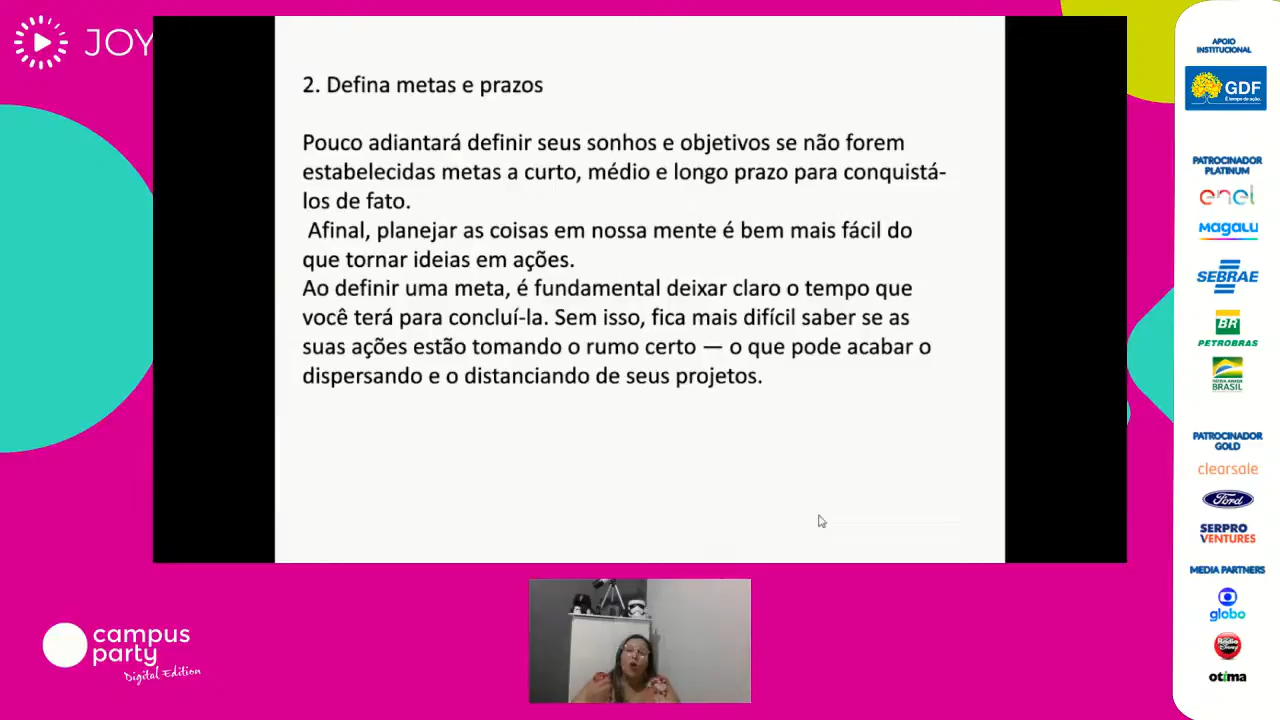 JOY
2. Defina metas e prazos
Pouco adiantará definir seus sonhos e objetivos se não forem
estabelecidas metas a curto, médio e longo prazo para conquistá-
los de fato.
Afinal, planejar as coisas em nossa mente é bem mais fácil do
que tornar ideias em ações.
Ao definir uma meta, é fundamental deixar claro o tempo que
você terá para concluí-la. Sem isso, fica mais difícil saber se as
suas ações estão tomando o rumo certo — o que pode acabar o
dispersando e o distanciando de seus projetos.
campus
party
Digital Edition
APOIO
INSTITUCIONAL
GDF
É tempo de ação.
PATROCINADOR
PLATINUM
enel
Magalu
SEBRAE
BR
PETROBRAS
PÁTRIA AMADA
BRASIL
PATROCINADOR
GOLD
clearsale
Ford
SERPRO
VENTURES
MEDIA PARTNERS
globo
Rádio
Disney
otima